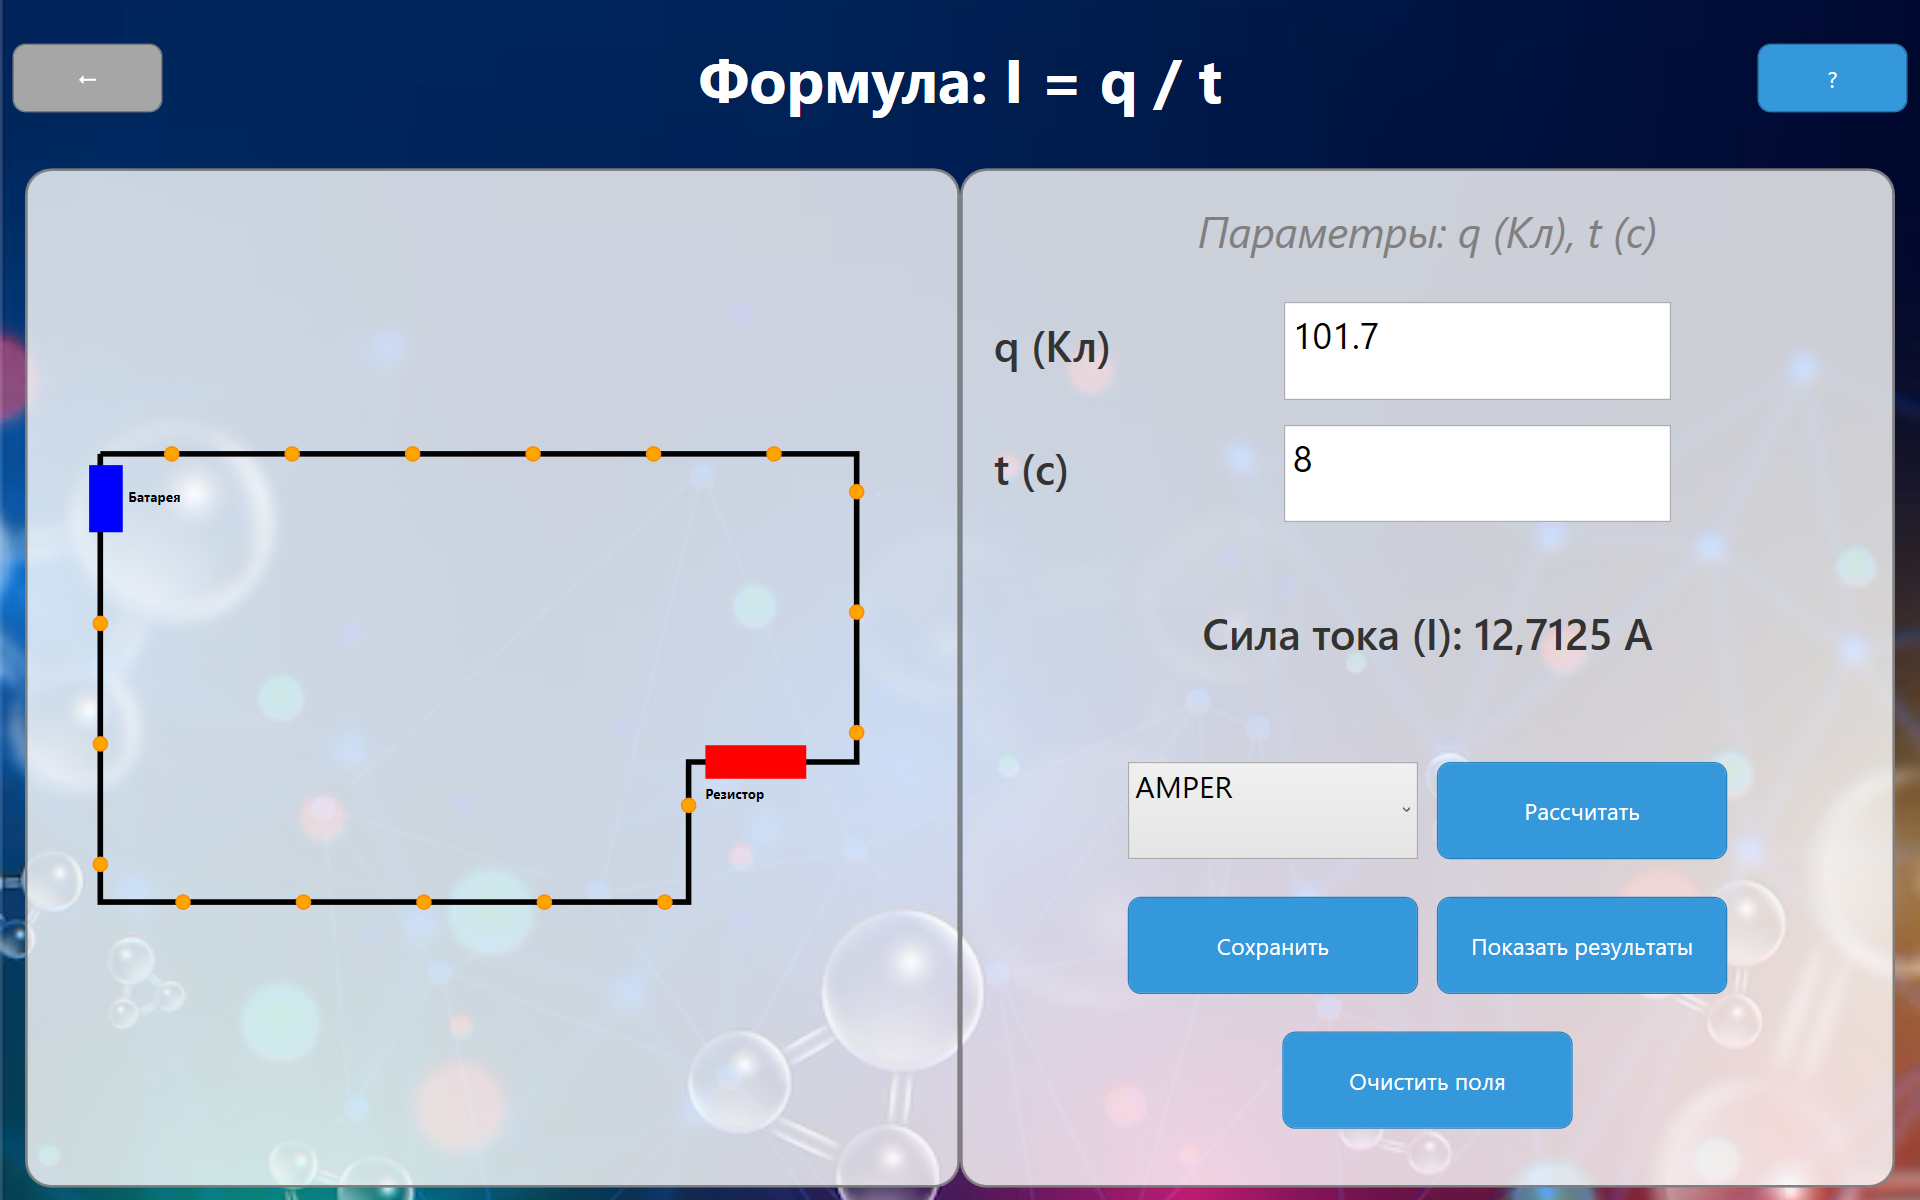 ←
Формула: I = q / t
?
Батарея
Резистор
Параметры: q (Кл), t (с)
q (Кл)
101.7
t (с)
8
Сила тока (I): 12,7125 А
AMPER
Рассчитать
Сохранить
Показать результаты
Очистить поля